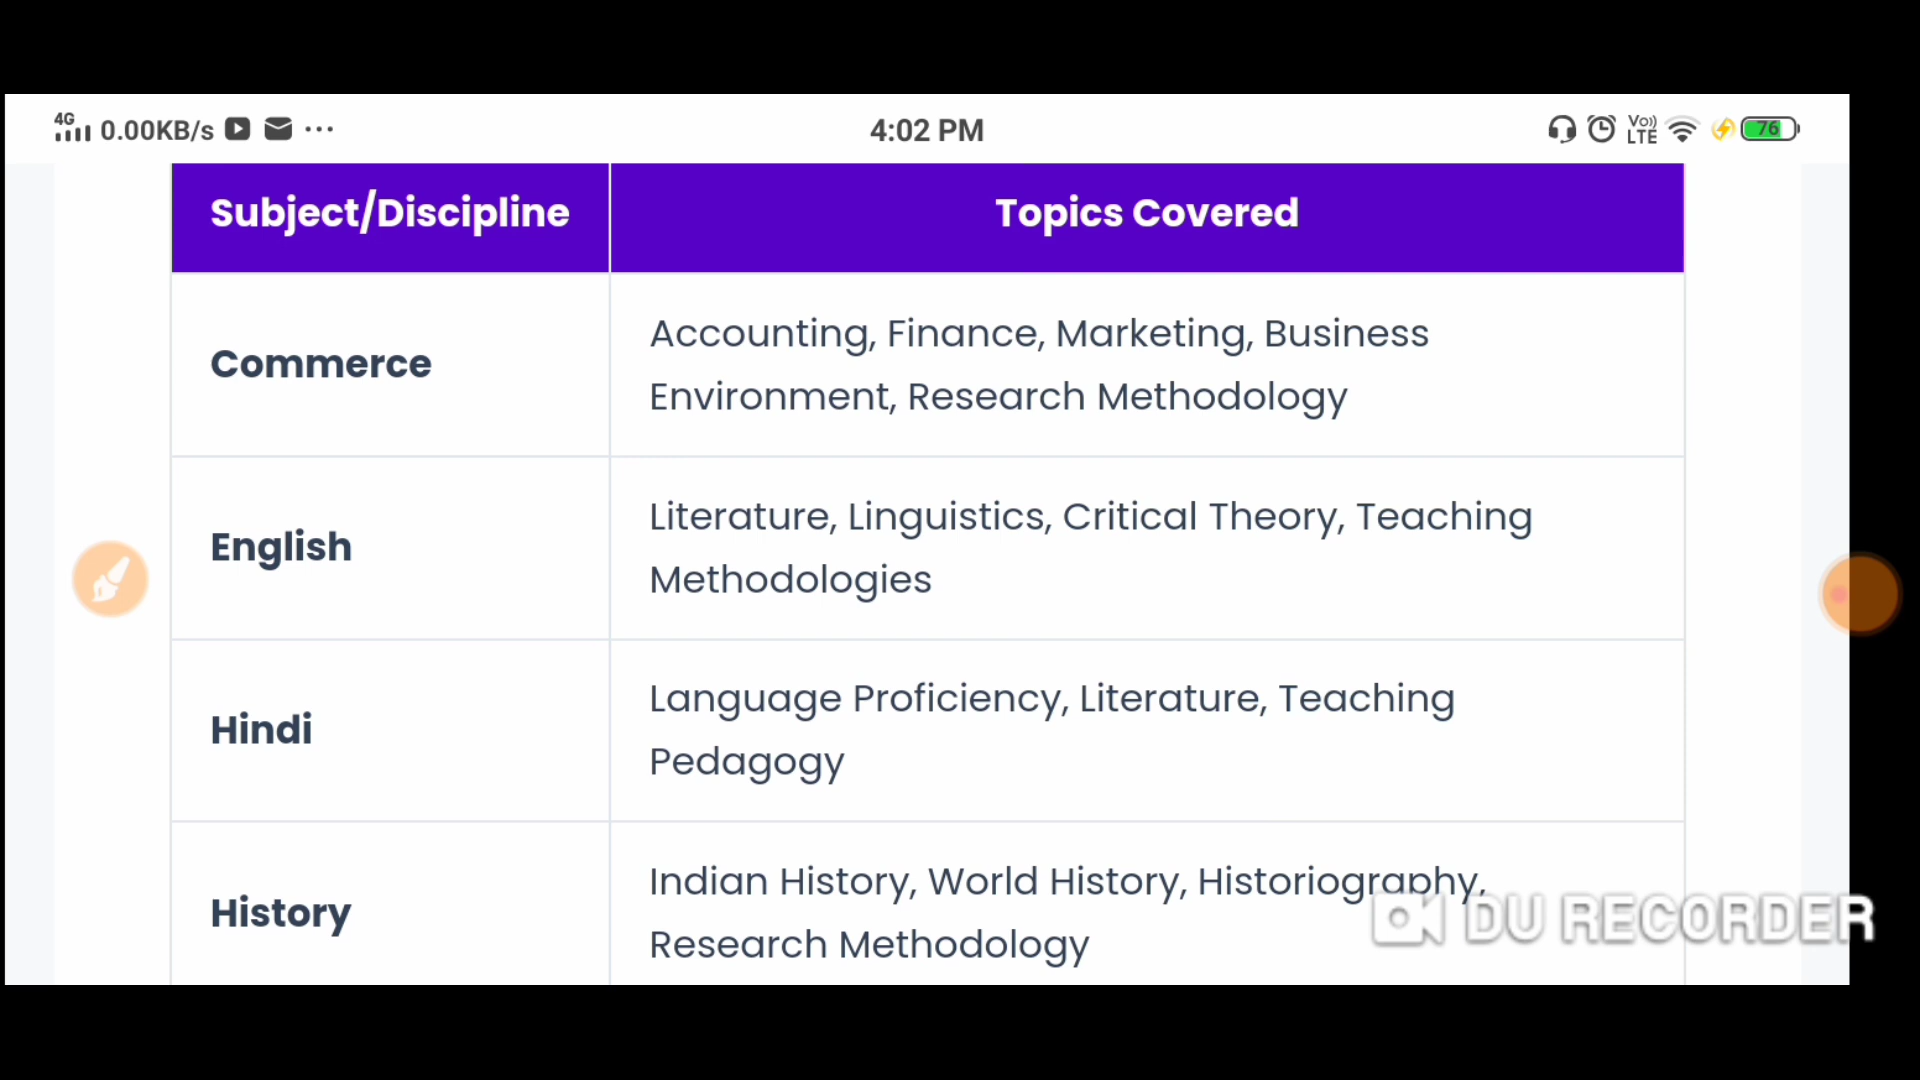 4G 0.00KB/s ... 4:02 PM Vo)) LTE 76
Subject/Discipline Topics Covered
Commerce
Accounting, Finance, Marketing, Business
Environment, Research Methodology
English
Literature, Linguistics, Critical Theory, Teaching
Methodologies
Hindi
Language Proficiency, Literature, Teaching
Pedagogy
History
Indian History, World History, Historiography,
Research Methodology
DU RECORDER